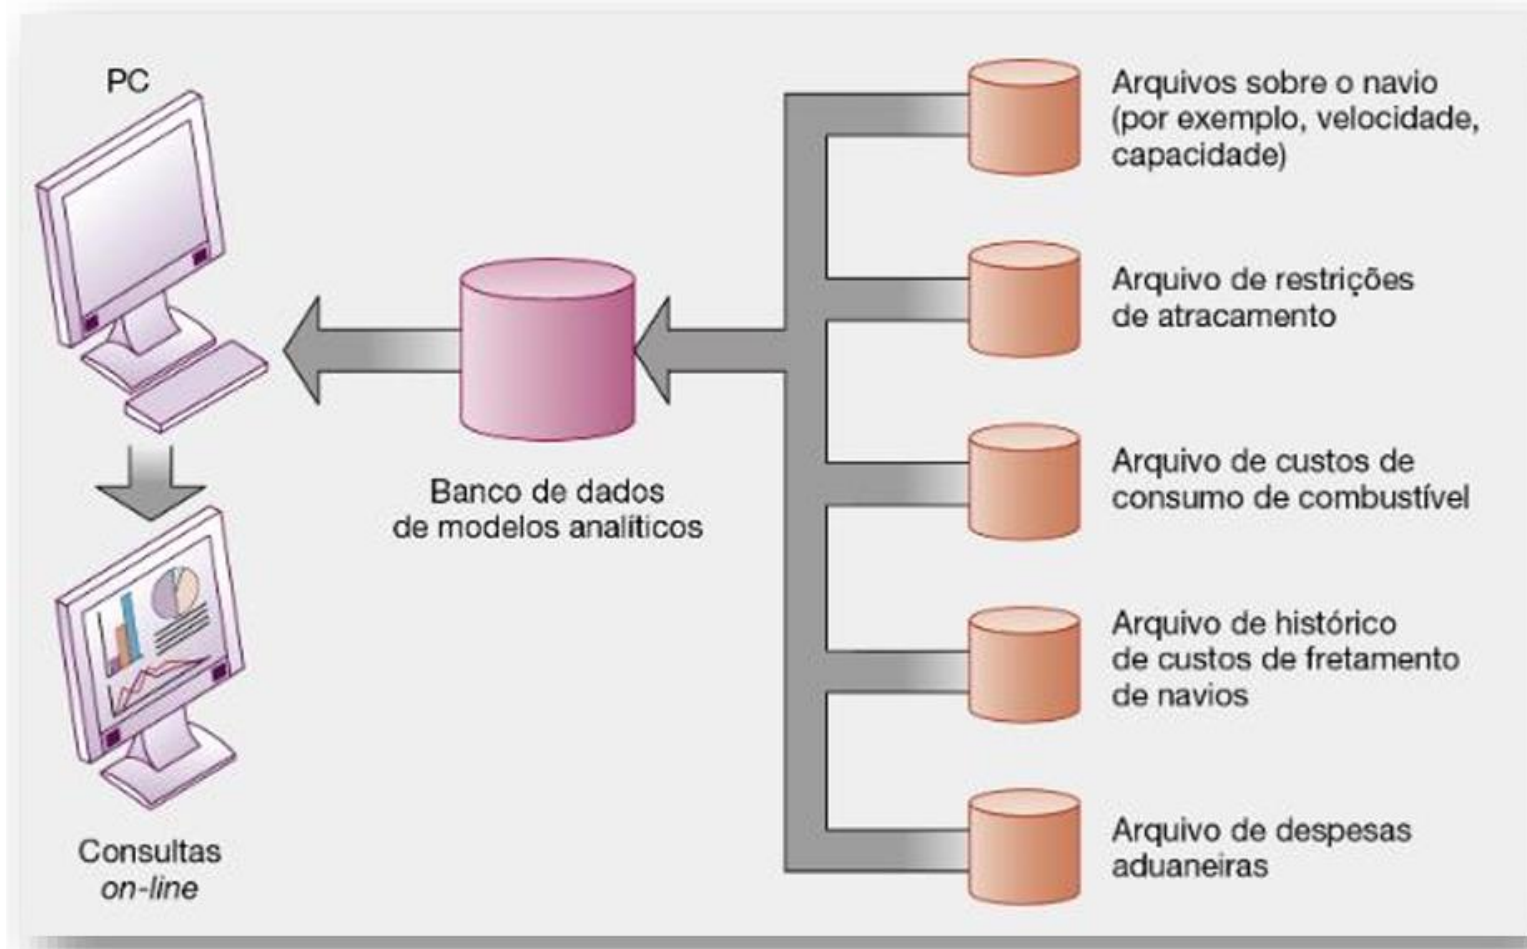 PC
Arquivos sobre o navio
(por exemplo, velocidade,
capacidade)
Arquivo de restrições
de atracamento
Banco de dados
de modelos analíticos
Arquivo de custos de
consumo de combustível
Arquivo de histórico
de custos de fretamento
de navios
Arquivo de despesas
aduaneiras
Consultas
on-line